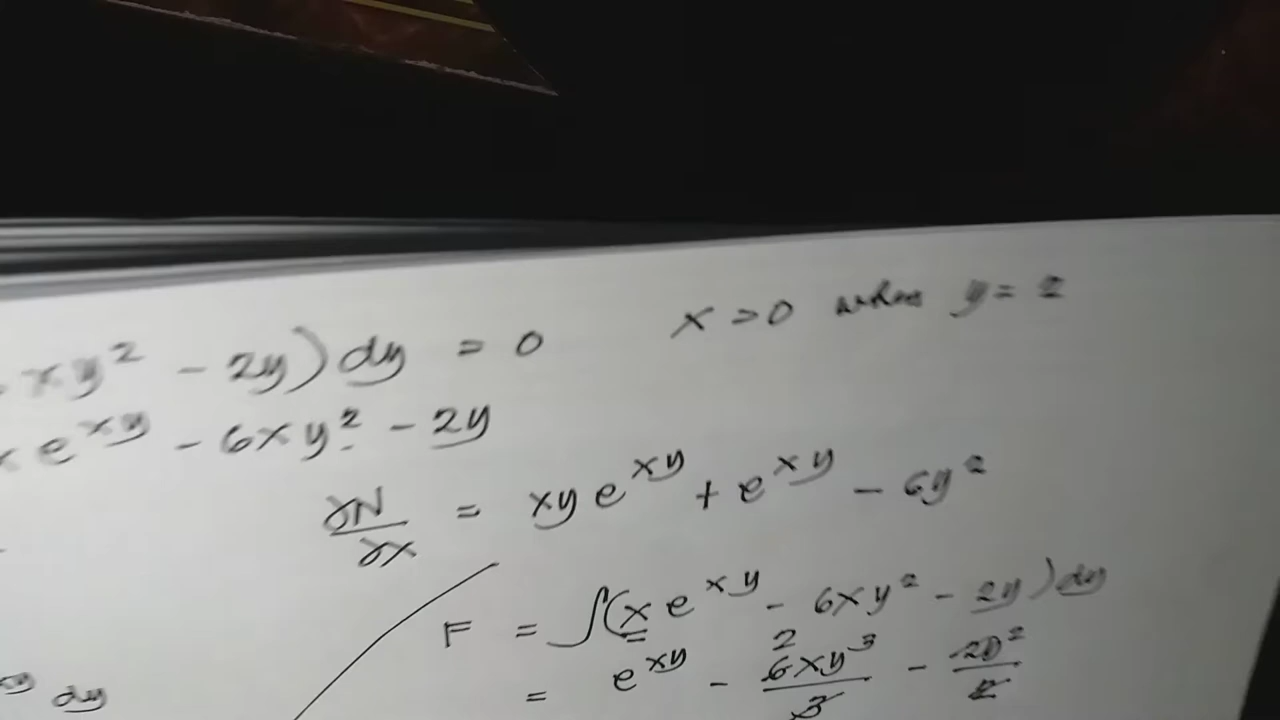 xy² - 2y) dy = 0 x = 0 when y = 2
x e^xy - 6xy² - 2y
∂N/∂x = xy e^xy + e^xy - 6y²
F = ∫(x e^xy - 6xy² - 2y) dy
= e^xy - 6xy³/3 - 2y²/2
2
dy